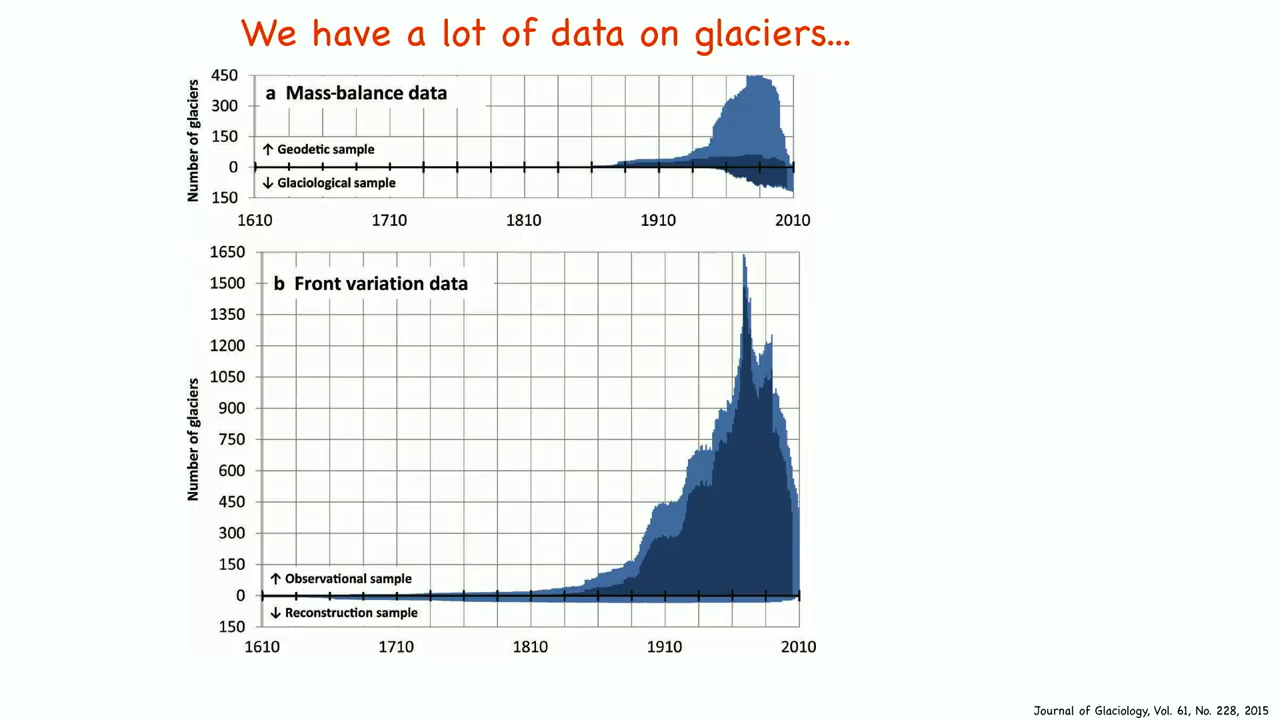 We have a lot of data on glaciers...
Number of glaciers
450
300
150
0
150
a Mass-balance data
↑ Geodetic sample
↓ Glaciological sample
1610 1710 1810 1910 2010
Number of glaciers
1650
1500
1350
1200
1050
900
750
600
450
300
150
0
150
b Front variation data
↑ Observational sample
↓ Reconstruction sample
1610 1710 1810 1910 2010
Journal of Glaciology, Vol. 61, No. 228, 2015